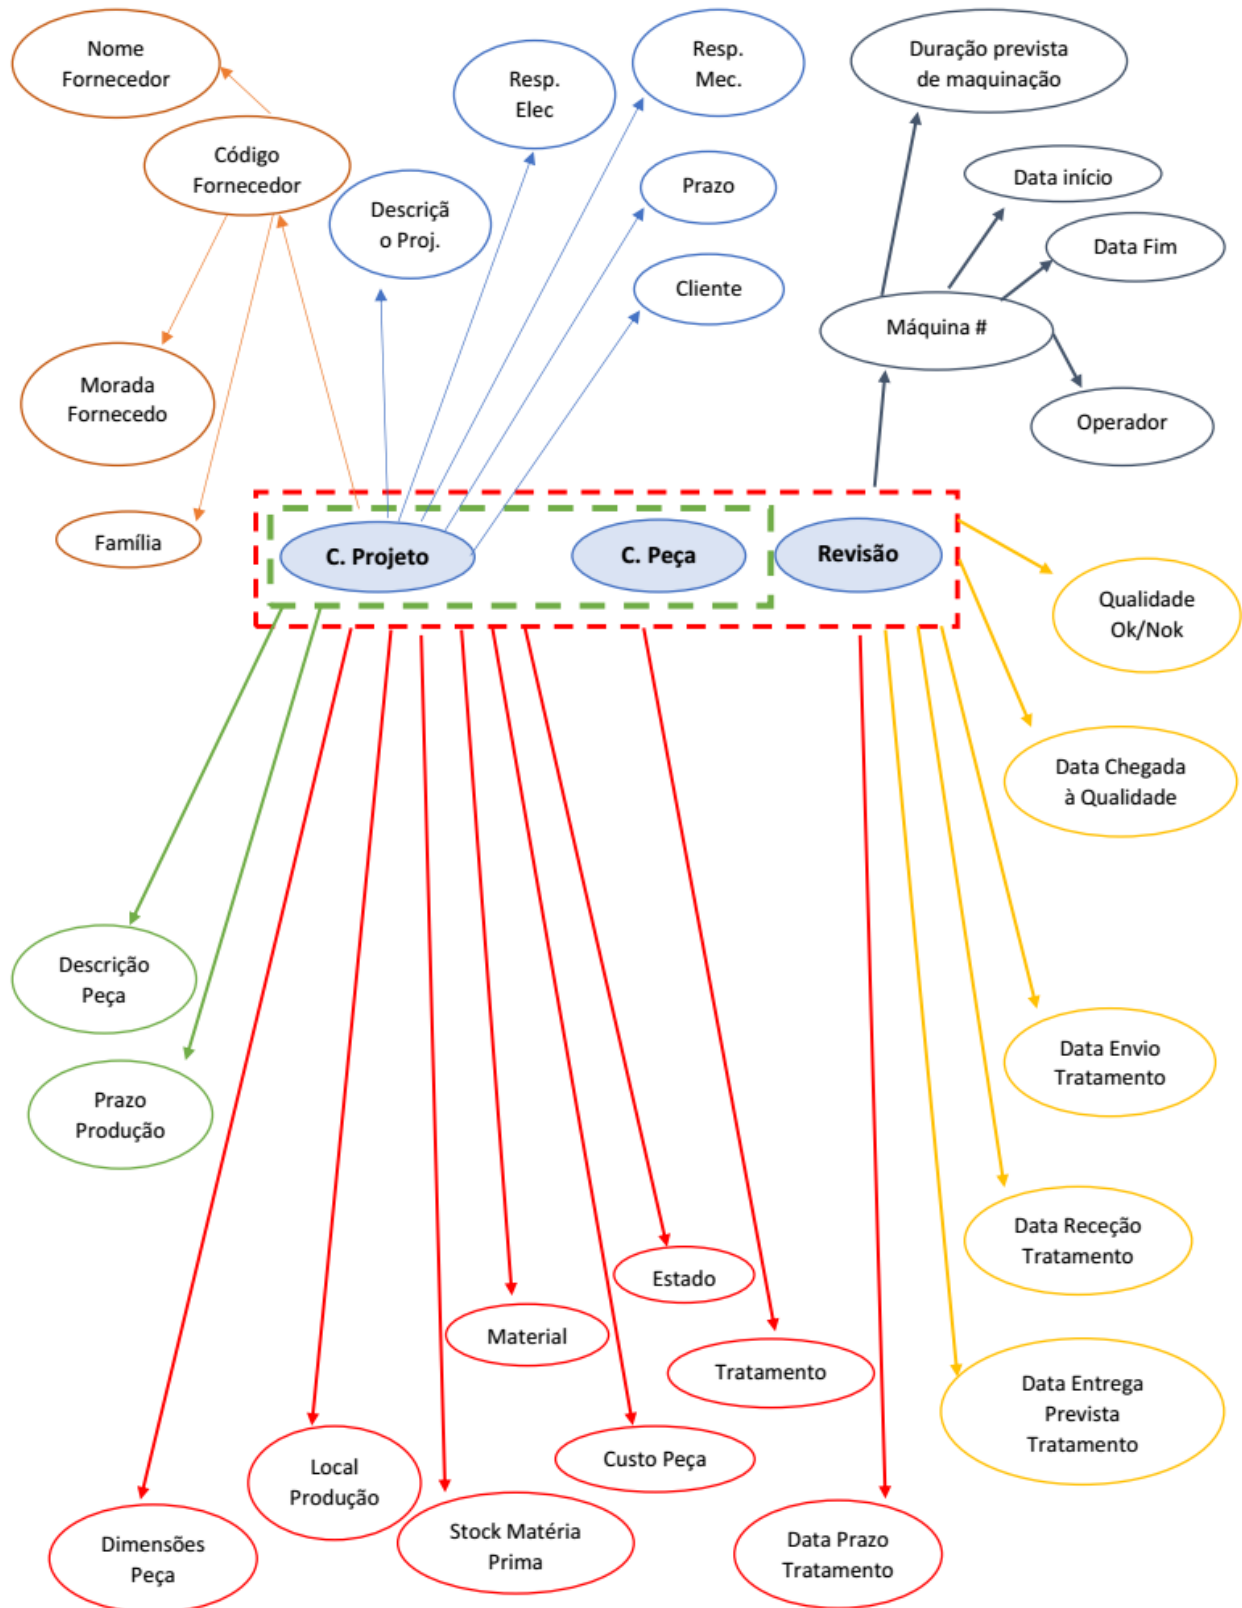 Nome
Fornecedor
Resp.
Elec
Resp.
Mec.
Duração prevista
de maquinação
Código
Fornecedor
Descriçã
o Proj.
Prazo
Data início
Cliente
Data Fim
Máquina #
Morada
Fornecedo
Operador
Família
C. Projeto
C. Peça
Revisão
Qualidade
Ok/Nok
Data Chegada
à Qualidade
Descrição
Peça
Prazo
Produção
Data Envio
Tratamento
Data Receção
Tratamento
Estado
Material
Tratamento
Data Entrega
Prevista
Tratamento
Local
Produção
Custo Peça
Dimensões
Peça
Stock Matéria
Prima
Data Prazo
Tratamento